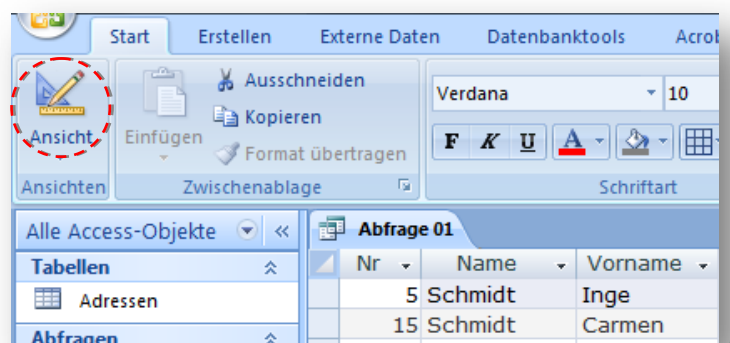 Start Erstellen Externe Daten Datenbanktools
Ausschneiden
Kopieren
Format übertragen
Ansicht
Einfügen
Verdana 10
F K U A
Ansichten Zwischenablage Schriftart
Alle Access-Objekte
Abfrage 01
Tabellen
Nr Name Vorname
Adressen
5 Schmidt Inge
15 Schmidt Carmen
Abfragen